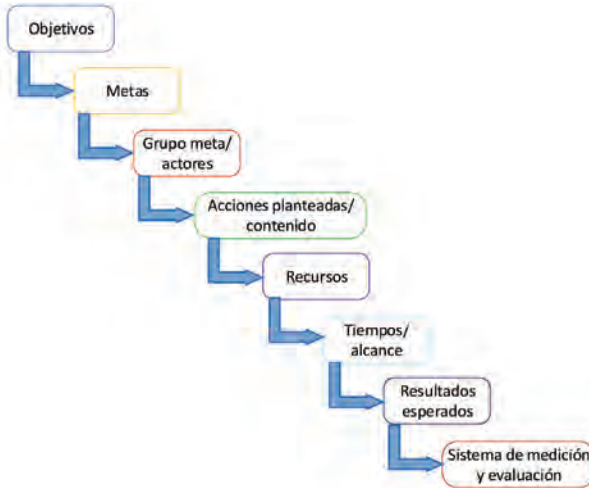 Objetivos
Metas
Grupo meta/
actores
Acciones planteadas/
contenido
Recursos
Tiempos/
alcance
Resultados
esperados
Sistema de medición
y evaluación